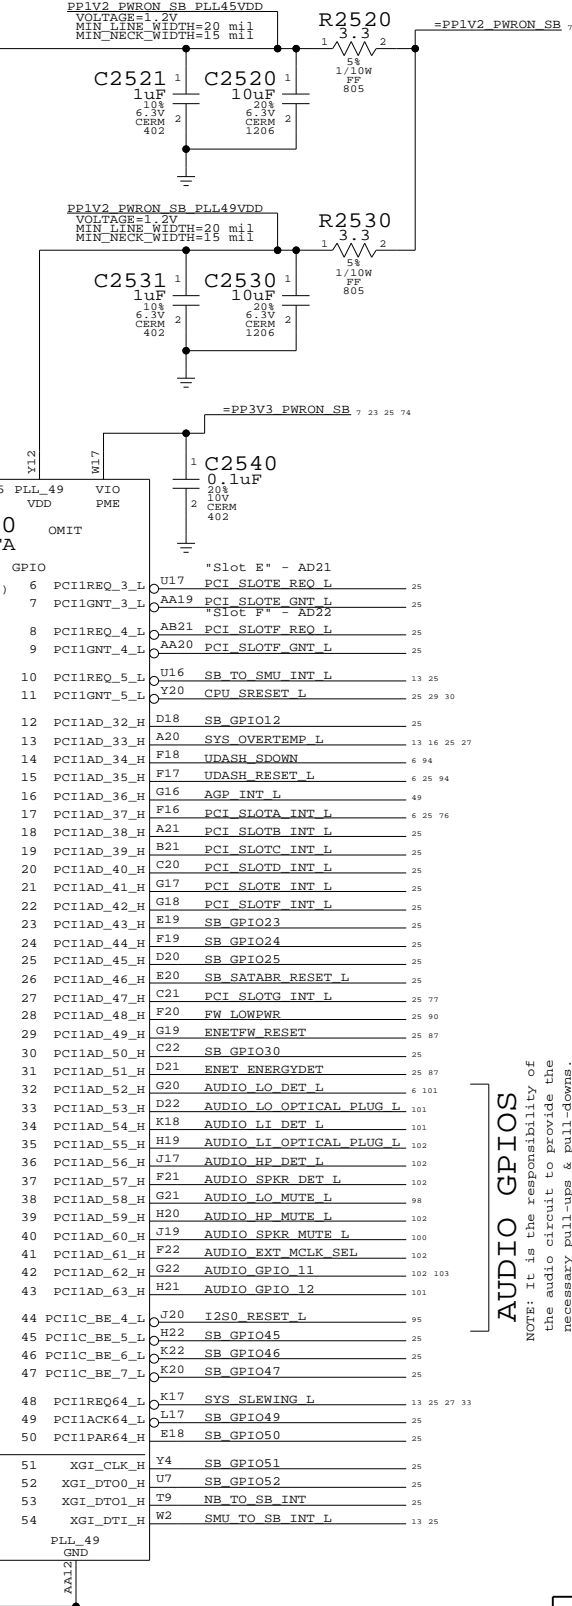 PP1V2_PWRON_SB_PLL45VDD
VOLTAGE=1.2V
MIN_LINE_WIDTH=20 mil
MIN_NECK_WIDTH=15 mil
R2520
3.3
1 2
5%
1/10W
FF
805
=PP1V2_PWRON_SB 7
C2521 1
1uF
10%
6.3V 2
CERM
402
C2520 1
10uF
20%
6.3V 2
CERM
1206
PP1V2_PWRON_SB_PLL49VDD
VOLTAGE=1.2V
MIN_LINE_WIDTH=20 mil
MIN_NECK_WIDTH=15 mil
R2530
3.3
1 2
5%
1/10W
FF
805
C2531 1
1uF
10%
6.3V
CERM 2
402
C2530 1
10uF
20%
6.3V
CERM 2
1206
=PP3V3_PWRON_SB 7 23 25 74
1 C2540
0.1uF
20%
10V
2 CERM
402
Y12
W17
PLL_49 VIO
VDD PME
OMIT
GPIO
"Slot E" - AD21
6 PCI1REQ_3_L U17 PCI_SLOTE_REQ_L 25
7 PCI1GNT_3_L AA19 PCI_SLOTE_GNT_L 25
"Slot F" - AD22
8 PCI1REQ_4_L AB21 PCI_SLOTF_REQ_L 25
9 PCI1GNT_4_L AA20 PCI_SLOTF_GNT_L 25
10 PCI1REQ_5_L U16 SB_TO_SMU_INT_L 13 25
11 PCI1GNT_5_L Y20 CPU_SRESET_L 25 29 30
12 PCI1AD_32_H D18 SB_GPIO12 25
13 PCI1AD_33_H A20 SYS_OVERTEMP_L 13 16 25 27
14 PCI1AD_34_H F18 UDASH_SDOWN 6 94
15 PCI1AD_35_H F17 UDASH_RESET_L 6 25 94
16 PCI1AD_36_H G16 AGP_INT_L 49
17 PCI1AD_37_H F16 PCI_SLOTA_INT_L 6 25 76
18 PCI1AD_38_H A21 PCI_SLOTB_INT_L 25
19 PCI1AD_39_H B21 PCI_SLOTC_INT_L 25
20 PCI1AD_40_H C20 PCI_SLOTD_INT_L 25
21 PCI1AD_41_H G17 PCI_SLOTE_INT_L 25
22 PCI1AD_42_H G18 PCI_SLOTF_INT_L 25
23 PCI1AD_43_H E19 SB_GPIO23 25
24 PCI1AD_44_H F19 SB_GPIO24 25
25 PCI1AD_45_H D20 SB_GPIO25 25
26 PCI1AD_46_H E20 SB_SATABR_RESET_L 25
27 PCI1AD_47_H C21 PCI_SLOTG_INT_L 25 77
28 PCI1AD_48_H F20 FW_LOWPWR 25 90
29 PCI1AD_49_H G19 ENETFW_RESET 25 87
30 PCI1AD_50_H C22 SB_GPIO30 25
31 PCI1AD_51_H D21 ENET_ENERGYDET 25 87
32 PCI1AD_52_H G20 AUDIO_LO_DET_L 6 101
33 PCI1AD_53_H D22 AUDIO_LO_OPTICAL_PLUG_L 101
34 PCI1AD_54_H K18 AUDIO_LI_DET_L 101
35 PCI1AD_55_H H19 AUDIO_LI_OPTICAL_PLUG_L 102
36 PCI1AD_56_H J17 AUDIO_HP_DET_L 102
37 PCI1AD_57_H F21 AUDIO_SPKR_DET_L 102
38 PCI1AD_58_H G21 AUDIO_LO_MUTE_L 98
39 PCI1AD_59_H H20 AUDIO_HP_MUTE_L 102
40 PCI1AD_60_H J19 AUDIO_SPKR_MUTE_L 100
41 PCI1AD_61_H F22 AUDIO_EXT_MCLK_SEL 102
42 PCI1AD_62_H G22 AUDIO_GPIO_11 102 103
43 PCI1AD_63_H H21 AUDIO_GPIO_12 101
44 PCI1C_BE_4_L J20 I2S0_RESET_L 95
45 PCI1C_BE_5_L H22 SB_GPIO45 25
46 PCI1C_BE_6_L K22 SB_GPIO46 25
47 PCI1C_BE_7_L K20 SB_GPIO47 25
48 PCI1REQ64_L K17 SYS_SLEWING_L 13 25 27 33
49 PCI1ACK64_L L17 SB_GPIO49 25
50 PCI1PAR64_H E18 SB_GPIO50 25
51 XGI_CLK_H Y4 SB_GPIO51 25
52 XGI_DTO0_H U7 SB_GPIO52 25
53 XGI_DTO1_H T9 NB_TO_SB_INT 25
54 XGI_DTI_H W2 SMU_TO_SB_INT_L 13 25
PLL_49
GND
AA12
AUDIO GPIOS
NOTE: It is the responsibility of
the audio circuit to provide the
necessary pull-ups & pull-downs.